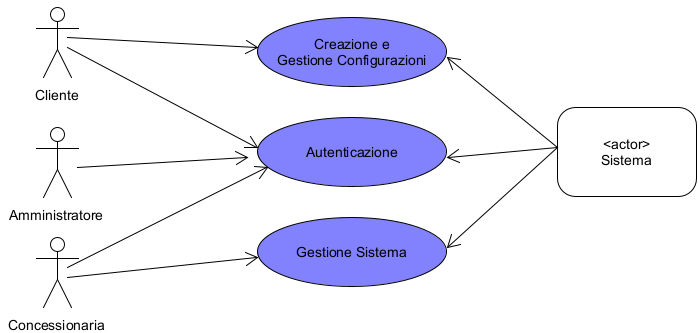 Creazione e
Gestione Configurazioni
Cliente
Autenticazione
<actor>
Sistema
Amministratore
Gestione Sistema
Concessionaria